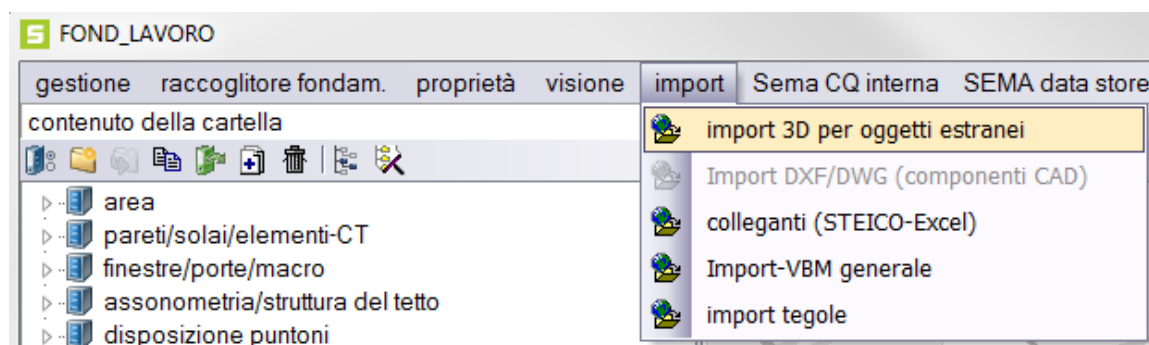 FOND_LAVORO
gestione raccoglitore fondam. proprietà visione import Sema CQ interna SEMA data store
contenuto della cartella
area
pareti/solai/elementi-CT
finestre/porte/macro
assonometria/struttura del tetto
disposizione puntoni
import 3D per oggetti estranei
Import DXF/DWG (componenti CAD)
colleganti (STEICO-Excel)
Import-VBM generale
import tegole